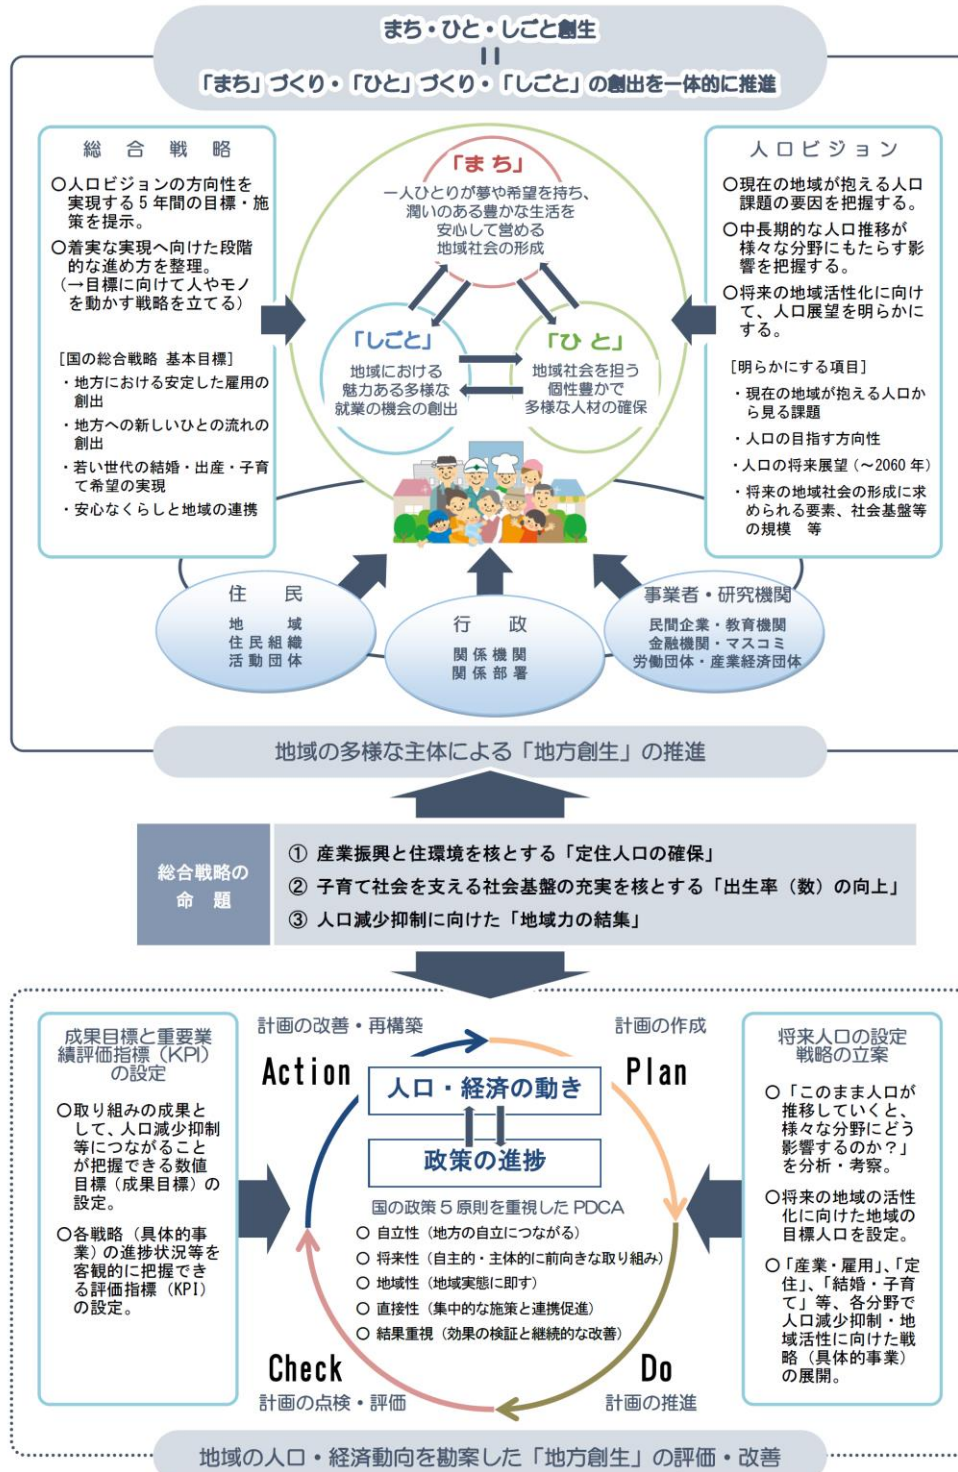 まち・ひと・しごと創生
＝
「まち」づくり・「ひと」づくり・「しごと」の創出を一体的に推進
総合戦略
○人口ビジョンの方向性を
実現する５年間の目標・施
策を提示。
○着実な実現へ向けた段階
的な進め方を整理。
（→目標に向けて人やモノ
を動かす戦略を立てる）
［国の総合戦略 基本目標］
・地方における安定した雇用の
創出
・地方への新しいひとの流れの
創出
・若い世代の結婚・出産・子育
て希望の実現
・安心なくらしと地域の連携
「まち」
一人ひとりが夢や希望を持ち、
潤いのある豊かな生活を
安心して営める
地域社会の形成
「しごと」
地域における
魅力ある多様な
就業の機会の創出
「ひと」
地域社会を担う
個性豊かで
多様な人材の確保
人口ビジョン
○現在の地域が抱える人口
課題の要因を把握する。
○中長期的な人口推移が
様々な分野にもたらす影
響を把握する。
○将来の地域活性化に向け
て、人口展望を明らかに
する。
［明らかにする項目］
・現在の地域が抱える人口か
ら見る課題
・人口の目指す方向性
・人口の将来展望（～2060年）
・将来の地域社会の形成に求
められる要素、社会基盤等
の規模 等
住民
地域
住民組織
活動団体
行政
関係機関
関係部署
事業者・研究機関
民間企業・教育機関
金融機関・マスコミ
労働団体・産業経済団体
地域の多様な主体による「地方創生」の推進
総合戦略の
命題
① 産業振興と住環境を核とする「定住人口の確保」
② 子育て社会を支える社会基盤の充実を核とする「出生率（数）の向上」
③ 人口減少抑制に向けた「地域力の結集」
成果目標と重要業
績評価指標（KPI）
の設定
○取り組みの成果と
して、人口減少抑制
等につながること
が把握できる数値
目標（成果目標）の
設定。
○各戦略（具体的事
業）の進捗状況等を
客観的に把握でき
る評価指標（KPI）
の設定。
計画の改善・再構築
Action
計画の作成
Plan
人口・経済の動き
政策の進捗
国の政策５原則を重視したPDCA
○ 自立性（地方の自立につながる）
○ 将来性（自主的・主体的に前向きな取り組み）
○ 地域性（地域実態に即す）
○ 直接性（集中的な施策と連携促進）
○ 結果重視（効果の検証と継続的な改善）
Check
計画の点検・評価
Do
計画の推進
将来人口の設定
戦略の立案
○「このまま人口が
推移していくと、
様々な分野にどう
影響するのか？」
を分析・考察。
○将来の地域の活性
化に向けた地域の
目標人口を設定。
○「産業・雇用」、「定
住」、「結婚・子育
て」等、各分野で
人口減少抑制・地
域活性に向けた戦
略（具体的事業）
の展開。
地域の人口・経済動向を勘案した「地方創生」の評価・改善